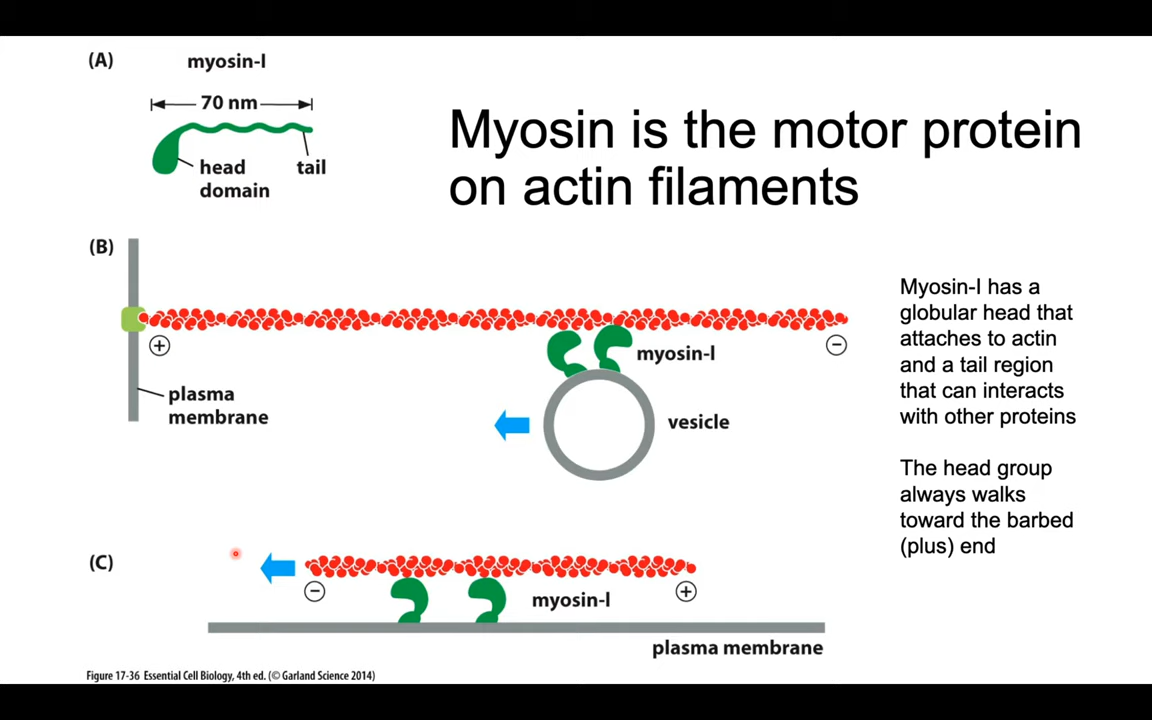 (A)
myosin-I
70 nm
head
domain
tail
Myosin is the motor protein
on actin filaments
(B)
+
−
myosin-I
plasma
membrane
vesicle
Myosin-I has a
globular head that
attaches to actin
and a tail region
that can interacts
with other proteins
The head group
always walks
toward the barbed
(plus) end
(C)
−
+
myosin-I
plasma membrane
Figure 17-36 Essential Cell Biology, 4th ed. (© Garland Science 2014)